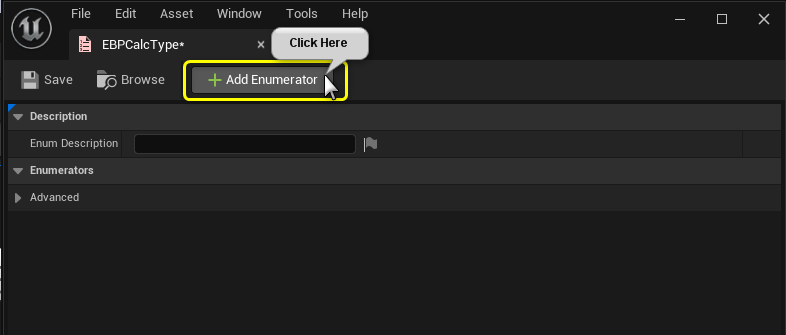 File Edit Asset Window Tools Help
EBPCalcType*
Click Here
Save Browse Add Enumerator
Description
Enum Description
Enumerators
Advanced